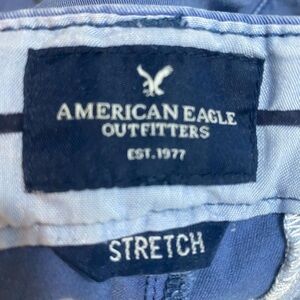 AMERICAN EAGLE
OUTFITTERS
EST. 1977
STRETCH